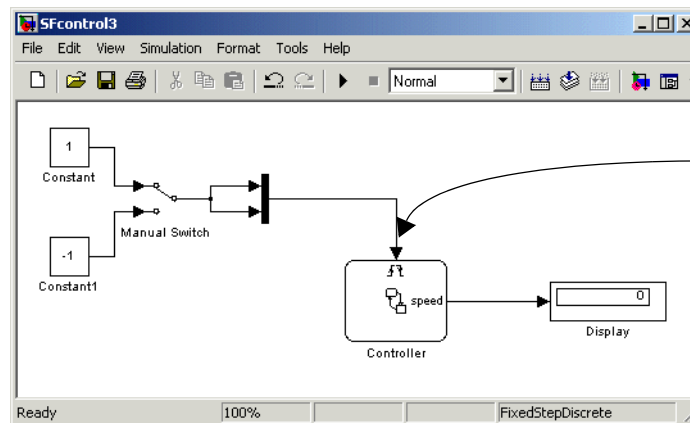 SFcontrol3
File Edit View Simulation Format Tools Help
Normal
1
Constant
Manual Switch
-1
Constant1
speed
Controller
0
Display
Ready 100% FixedStepDiscrete